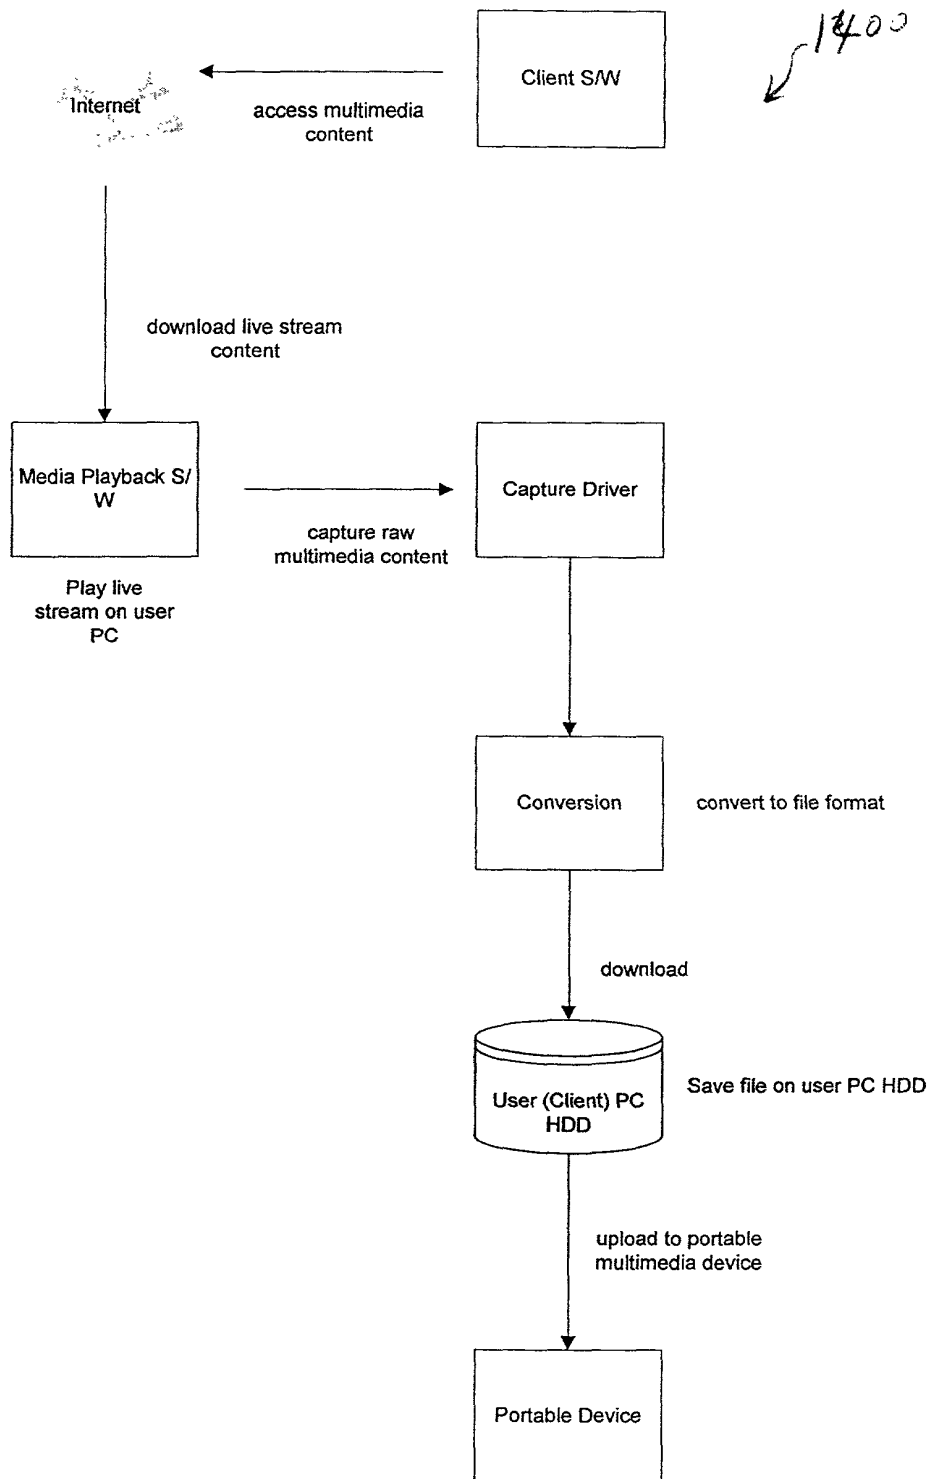 1400
Client S/W
Internet
access multimedia
content
download live stream
content
Media Playback S/
W
Capture Driver
capture raw
multimedia content
Play live
stream on user
PC
Conversion
convert to file format
download
User (Client) PC
HDD
Save file on user PC HDD
upload to portable
multimedia device
Portable Device